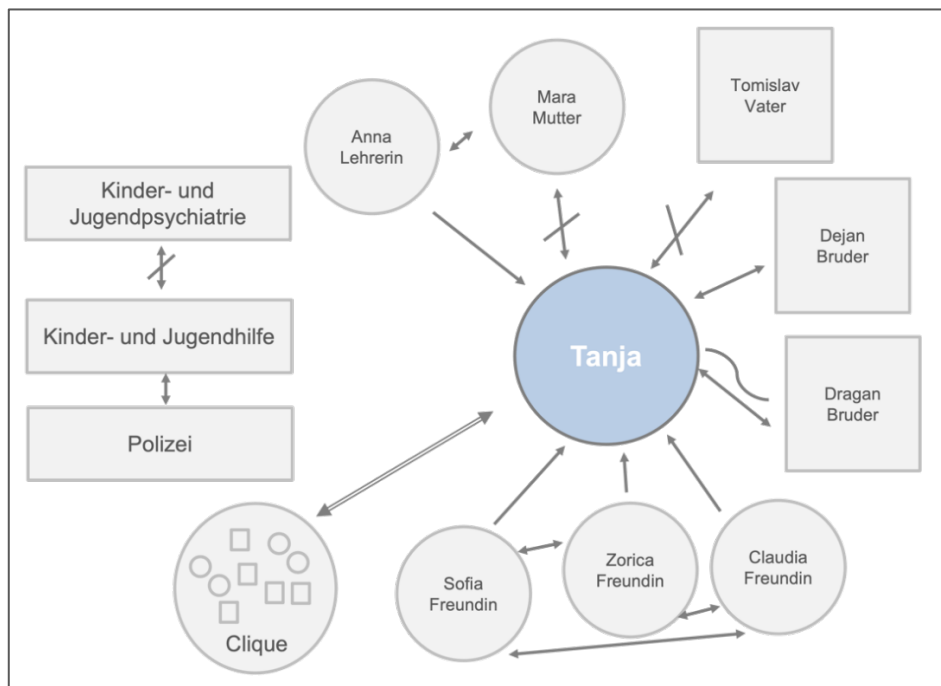 Tomislav
Vater
Mara
Mutter
Anna
Lehrerin
Kinder- und
Jugendpsychiatrie
Dejan
Bruder
Kinder- und Jugendhilfe
Tanja
Dragan
Bruder
Polizei
Zorica
Freundin
Claudia
Freundin
Sofia
Freundin
Clique